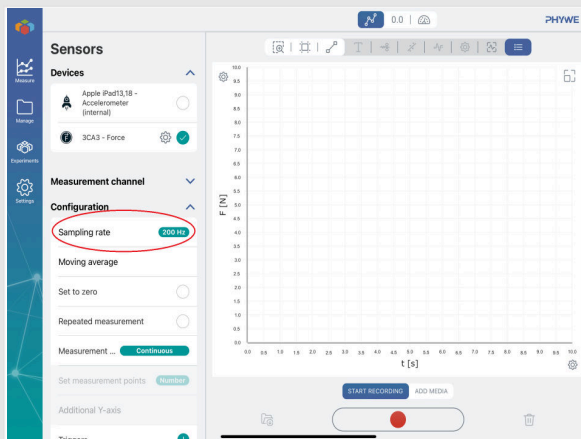 0.0
PHYWE
Sensors
Devices
Apple iPad13,18 -
Accelerometer
(internal)
3CA3 - Force
Measurement channel
Configuration
Sampling rate
200 Hz
Moving average
Set to zero
Repeated measurement
Measurement ...
Continuous
Set measurement points
Number
Additional Y-axis
Triggers
Measure
Manage
Experiments
Settings
T
10.0
9.5
9.0
8.5
8.0
7.5
7.0
6.5
6.0
5.5
5.0
4.5
4.0
3.5
3.0
2.5
2.0
1.5
1.0
0.5
0.0
F [N]
0.0 0.5 1.0 1.5 2.0 2.5 3.0 3.5 4.0 4.5 5.0 5.5 6.0 6.5 7.0 7.5 8.0 8.5 9.0 9.5 10.0
t [s]
START RECORDING
ADD MEDIA